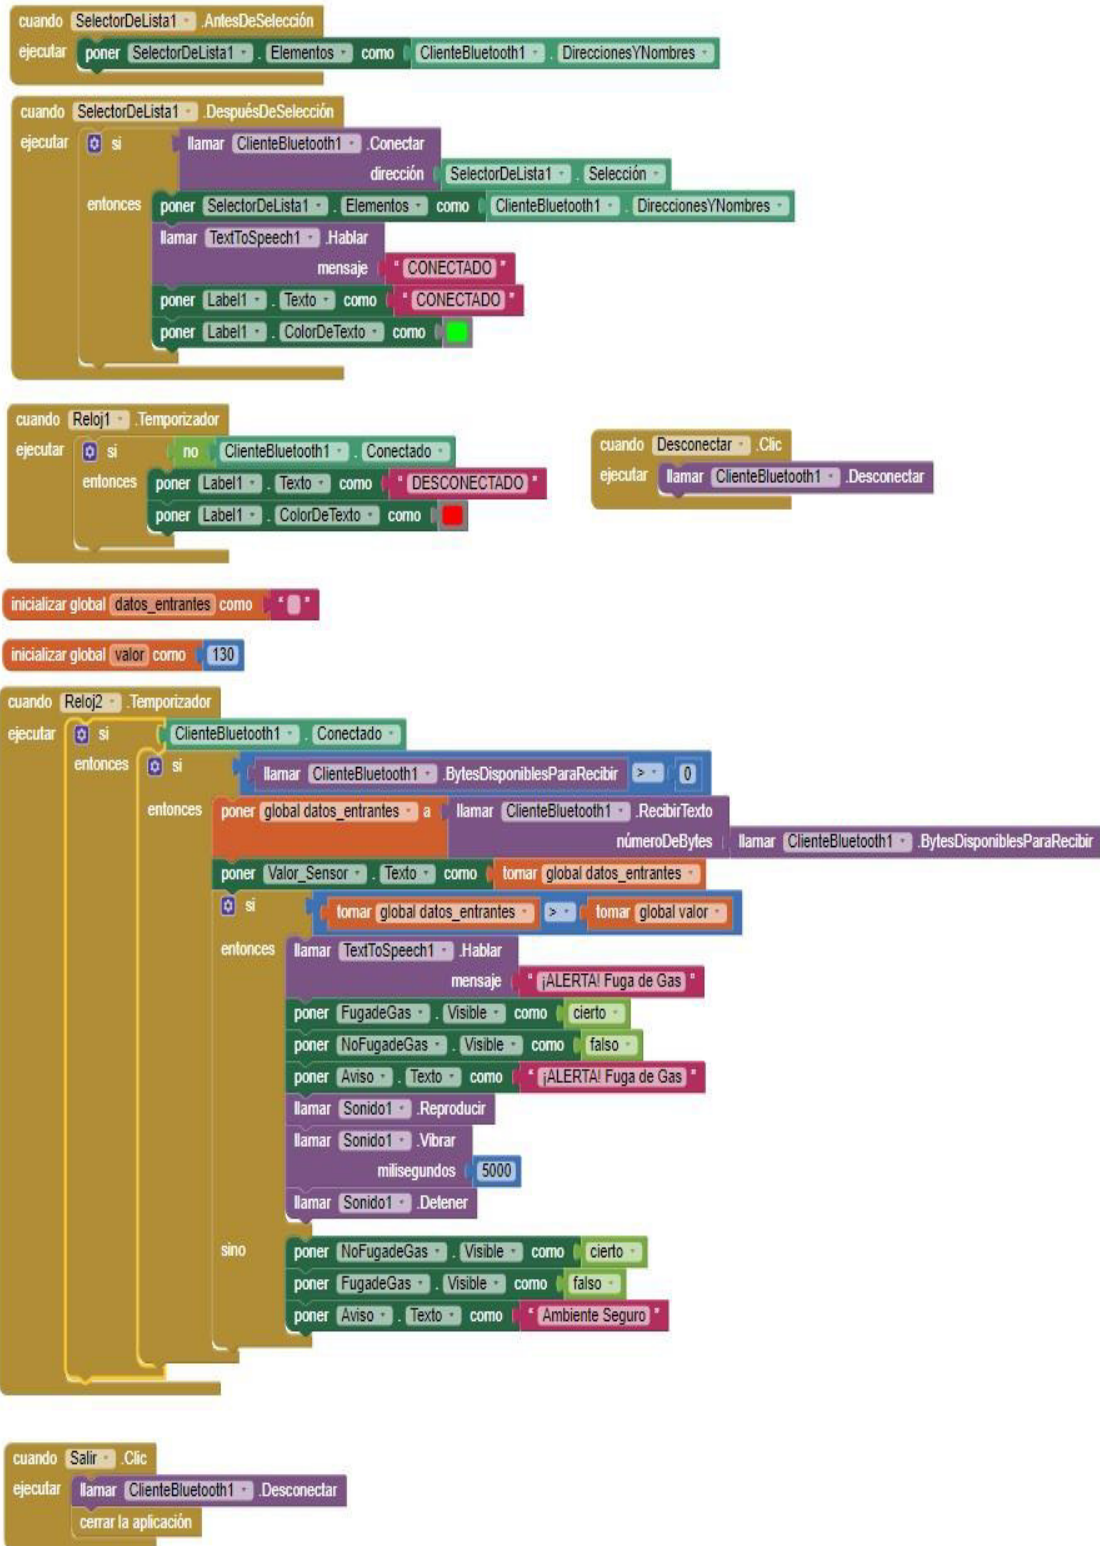 cuando SelectorDeLista1 .AntesDeSelección
ejecutar poner SelectorDeLista1 . Elementos como ClienteBluetooth1 . DireccionesYNombres
cuando SelectorDeLista1 .DespuésDeSelección
ejecutar si llamar ClienteBluetooth1 .Conectar
dirección SelectorDeLista1 . Selección
entonces poner SelectorDeLista1 . Elementos como ClienteBluetooth1 . DireccionesYNombres
llamar TextToSpeech1 .Hablar
mensaje " CONECTADO "
poner Label1 . Texto como " CONECTADO "
poner Label1 . ColorDeTexto como
cuando Reloj1 .Temporizador
ejecutar si no ClienteBluetooth1 . Conectado
entonces poner Label1 . Texto como " DESCONECTADO "
poner Label1 . ColorDeTexto como
cuando Desconectar .Clic
ejecutar llamar ClienteBluetooth1 .Desconectar
inicializar global datos_entrantes como " "
inicializar global valor como 130
cuando Reloj2 .Temporizador
ejecutar si ClienteBluetooth1 . Conectado
entonces si llamar ClienteBluetooth1 .BytesDisponiblesParaRecibir > 0
entonces poner global datos_entrantes a llamar ClienteBluetooth1 .RecibirTexto
númeroDeBytes llamar ClienteBluetooth1 .BytesDisponiblesParaRecibir
poner Valor_Sensor . Texto como tomar global datos_entrantes
si tomar global datos_entrantes > tomar global valor
entonces llamar TextToSpeech1 .Hablar
mensaje " ¡ALERTA! Fuga de Gas "
poner FugadeGas . Visible como cierto
poner NoFugadeGas . Visible como falso
poner Aviso . Texto como " ¡ALERTA! Fuga de Gas "
llamar Sonido1 .Reproducir
llamar Sonido1 .Vibrar
milisegundos 5000
llamar Sonido1 .Detener
sino poner NoFugadeGas . Visible como cierto
poner FugadeGas . Visible como falso
poner Aviso . Texto como " Ambiente Seguro "
cuando Salir .Clic
ejecutar llamar ClienteBluetooth1 .Desconectar
cerrar la aplicación